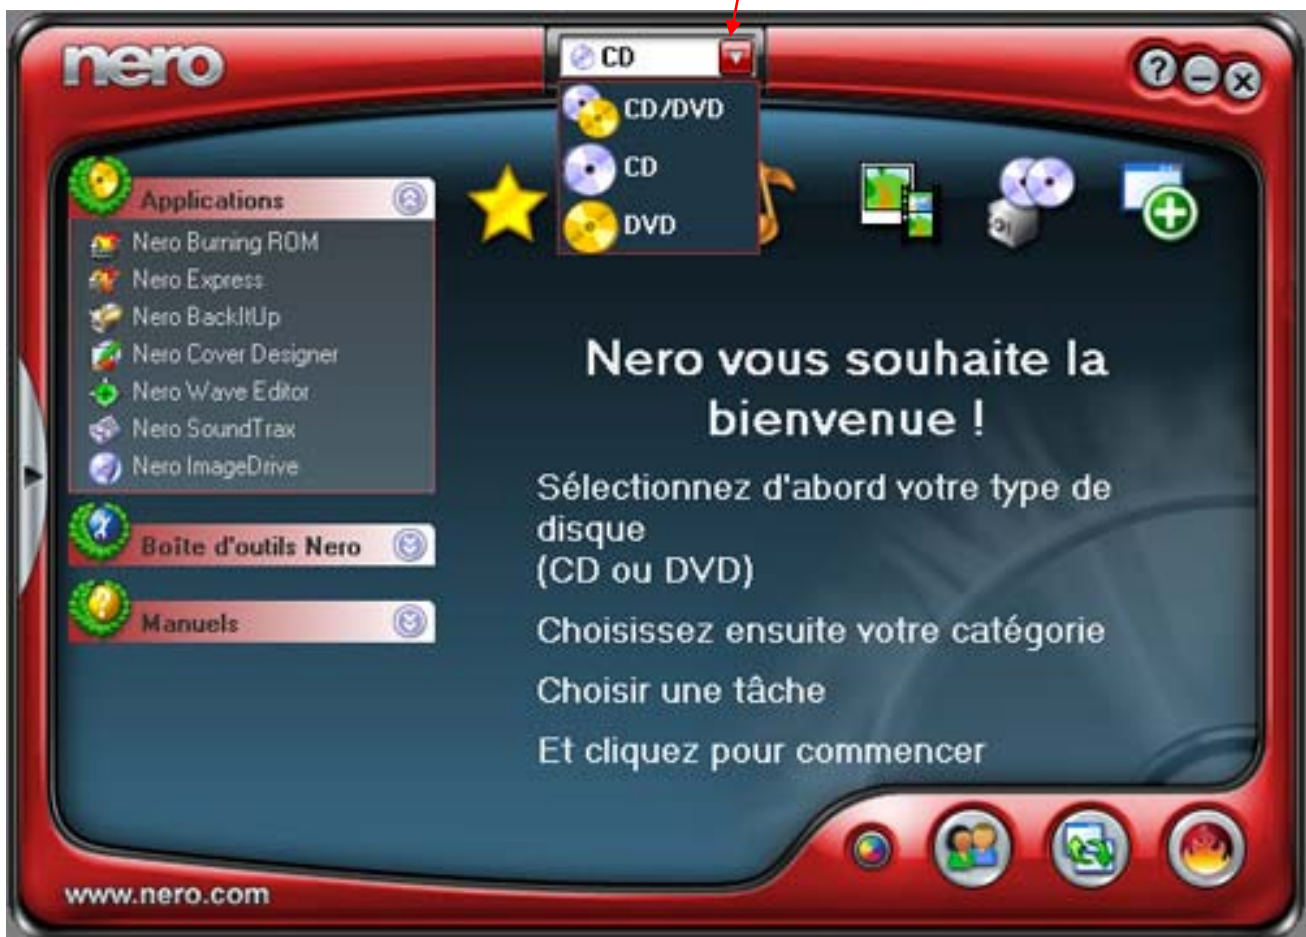 nero
CD
CD/DVD
CD
DVD
?
Applications
Nero Burning ROM
Nero Express
Nero BackItUp
Nero Cover Designer
Nero Wave Editor
Nero SoundTrax
Nero ImageDrive
Boîte d'outils Nero
Manuels
Nero vous souhaite la
bienvenue !
Sélectionnez d'abord votre type de
disque
(CD ou DVD)
Choisissez ensuite votre catégorie
Choisir une tâche
Et cliquez pour commencer
www.nero.com